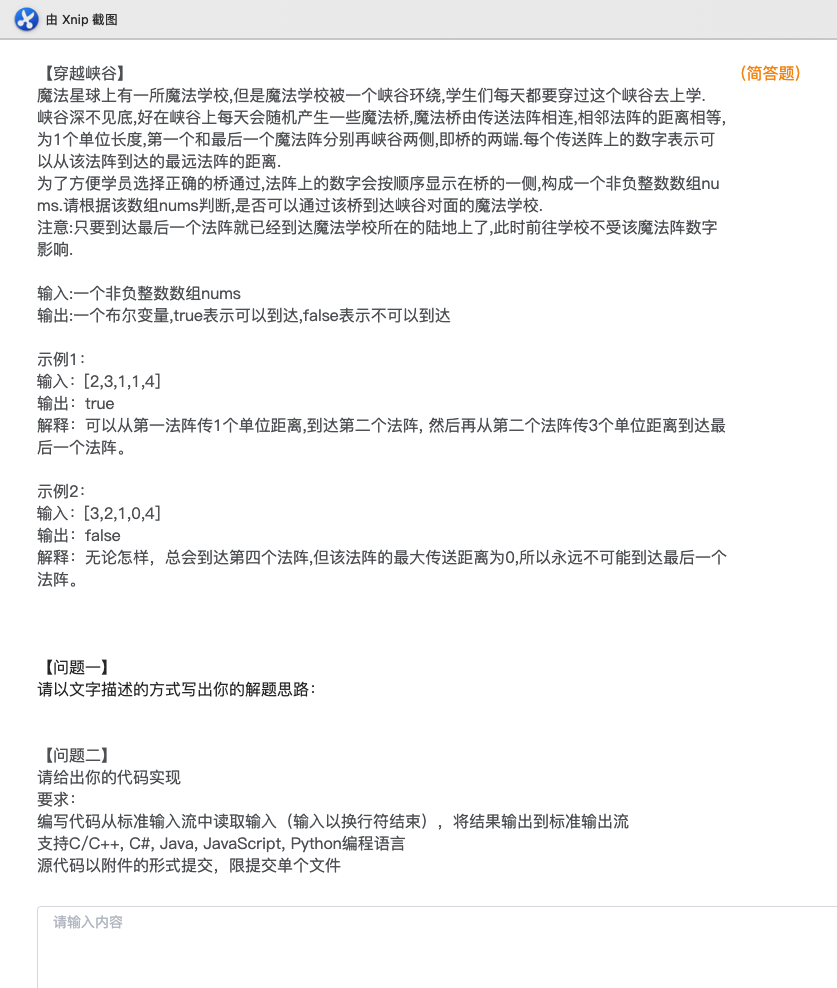 由 Xnip 截图
【穿越峡谷】
(简答题)
魔法星球上有一所魔法学校,但是魔法学校被一个峡谷环绕,学生们每天都要穿过这个峡谷去上学.
峡谷深不见底,好在峡谷上每天会随机产生一些魔法桥,魔法桥由传送法阵相连,相邻法阵的距离相等,
为1个单位长度,第一个和最后一个魔法阵分别再峡谷两侧,即桥的两端.每个传送阵上的数字表示可
以从该法阵到达的最远法阵的距离.
为了方便学员选择正确的桥通过,法阵上的数字会按顺序显示在桥的一侧,构成一个非负整数数组nu
ms.请根据该数组nums判断,是否可以通过该桥到达峡谷对面的魔法学校.
注意:只要到达最后一个法阵就已经到达魔法学校所在的陆地上了,此时前往学校不受该魔法阵数字
影响.
输入:一个非负整数数组nums
输出:一个布尔变量,true表示可以到达,false表示不可以到达
示例1:
输入: [2,3,1,1,4]
输出: true
解释: 可以从第一法阵传1个单位距离,到达第二个法阵, 然后再从第二个法阵传3个单位距离到达最
后一个法阵。
示例2:
输入: [3,2,1,0,4]
输出: false
解释: 无论怎样，总会到达第四个法阵,但该法阵的最大传送距离为0,所以永远不可能到达最后一个
法阵。
【问题一】
请以文字描述的方式写出你的解题思路:
【问题二】
请给出你的代码实现
要求:
编写代码从标准输入流中读取输入（输入以换行符结束），将结果输出到标准输出流
支持C/C++, C#, Java, JavaScript, Python编程语言
源代码以附件的形式提交，限提交单个文件
请输入内容